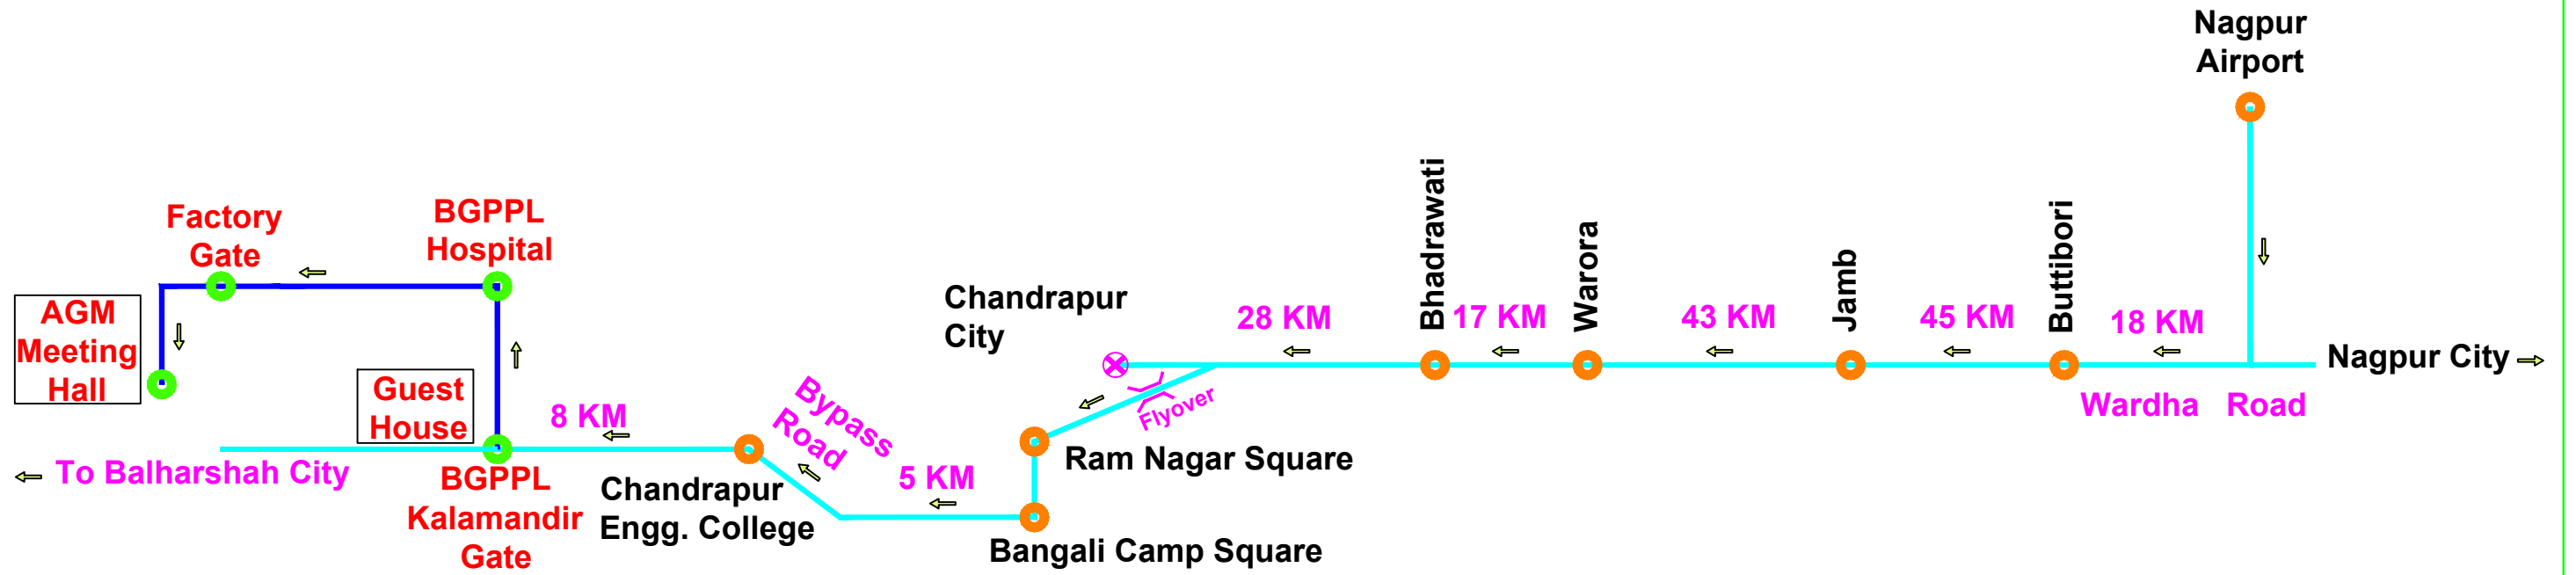 Nagpur
Airport
Factory
Gate
BGPPL
Hospital
AGM
Meeting
Hall
Guest
House
8 KM
To Balharshah City
BGPPL
Kalamandir
Gate
Chandrapur
Engg. College
Bypass
Road
5 KM
Chandrapur
City
Flyover
Ram Nagar Square
Bangali Camp Square
28 KM
Bhadrawati
17 KM
Warora
43 KM
Jamb
45 KM
Buttibori
18 KM
Nagpur City
Wardha Road